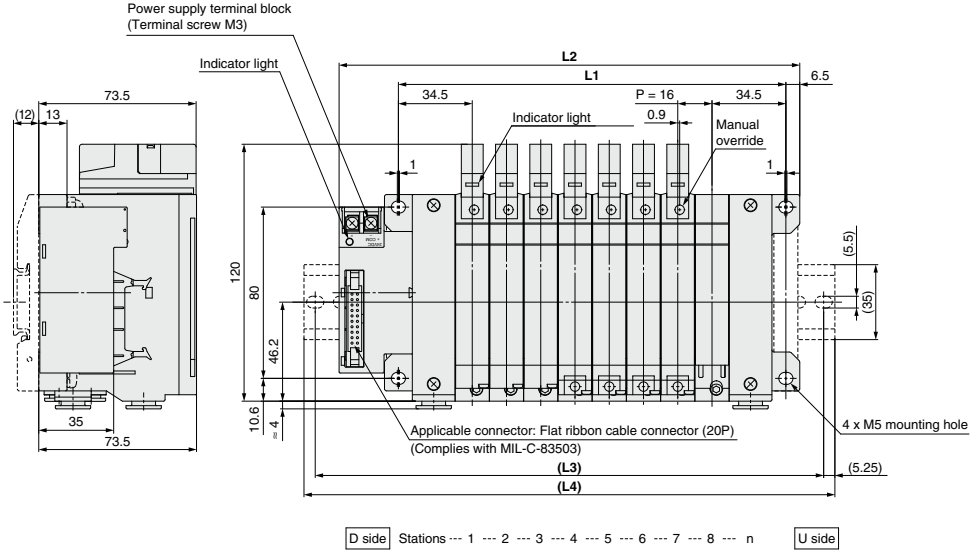 Power supply terminal block
(Terminal screw M3)
Indicator light
L2
L1
6.5
73.5
(12)
13
34.5
P = 16
34.5
Indicator light
0.9
Manual
override
1
1
24VDC
+ COM
−
120
80
46.2
10.6
≈ 4
(5.5)
(35)
35
73.5
Applicable connector: Flat ribbon cable connector (20P)
(Complies with MIL-C-83503)
4 x M5 mounting hole
(L3)
(5.25)
(L4)
D side Stations --- 1 --- 2 --- 3 --- 4 --- 5 --- 6 --- 7 --- 8 --- n U side